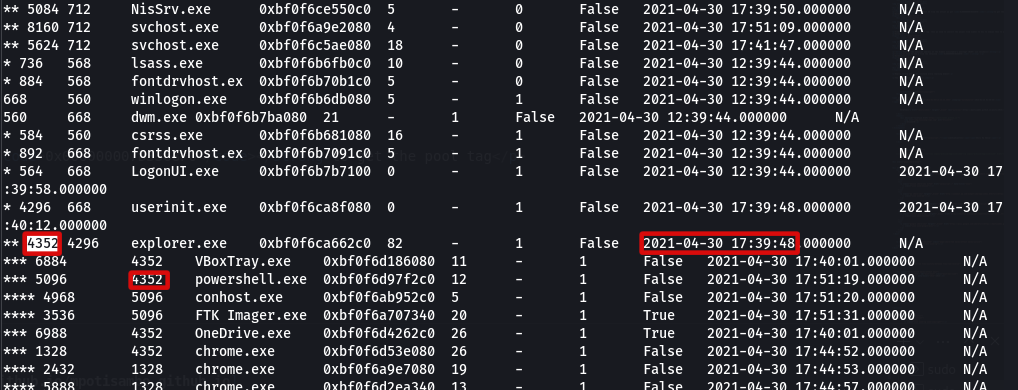 ** 5084 712 NisSrv.exe 0xbf0f6ce550c0 5 - 0 False 2021-04-30 17:39:50.000000 N/A
** 8160 712 svchost.exe 0xbf0f6a9e2080 4 - 0 False 2021-04-30 17:51:09.000000 N/A
** 5624 712 svchost.exe 0xbf0f6c5ae080 18 - 0 False 2021-04-30 17:41:47.000000 N/A
* 736 568 lsass.exe 0xbf0f6b6fb0c0 10 - 0 False 2021-04-30 12:39:44.000000 N/A
* 884 568 fontdrvhost.ex 0xbf0f6b70b1c0 5 - 0 False 2021-04-30 12:39:44.000000 N/A
668 560 winlogon.exe 0xbf0f6b6db080 5 - 1 False 2021-04-30 12:39:44.000000 N/A
560 668 dwm.exe 0xbf0f6b7ba080 21 - 1 False 2021-04-30 12:39:44.000000 N/A
* 584 560 csrss.exe 0xbf0f6b681080 16 - 1 False 2021-04-30 12:39:44.000000 N/A
* 892 668 fontdrvhost.ex 0xbf0f6b7091c0 5 - 1 False 2021-04-30 12:39:44.000000 N/A
* 564 668 LogonUI.exe 0xbf0f6b7b7100 0 - 1 False 2021-04-30 12:39:44.000000 2021-04-30 17
:39:58.000000
* 4296 668 userinit.exe 0xbf0f6ca8f080 0 - 1 False 2021-04-30 17:39:48.000000 2021-04-30 17
:40:12.000000
** 4352 4296 explorer.exe 0xbf0f6ca662c0 82 - 1 False 2021-04-30 17:39:48.000000 N/A
*** 6884 4352 VBoxTray.exe 0xbf0f6d186080 11 - 1 False 2021-04-30 17:40:01.000000 N/A
*** 5096 4352 powershell.exe 0xbf0f6d97f2c0 12 - 1 False 2021-04-30 17:51:19.000000 N/A
**** 4968 5096 conhost.exe 0xbf0f6ab952c0 5 - 1 False 2021-04-30 17:51:20.000000 N/A
**** 3536 5096 FTK Imager.exe 0xbf0f6a707340 20 - 1 True 2021-04-30 17:51:31.000000 N/A
*** 6988 4352 OneDrive.exe 0xbf0f6d4262c0 26 - 1 True 2021-04-30 17:40:01.000000 N/A
*** 1328 4352 chrome.exe 0xbf0f6d53e080 26 - 1 False 2021-04-30 17:44:52.000000 N/A
**** 2432 1328 chrome.exe 0xbf0f6a9e7080 19 - 1 False 2021-04-30 17:44:53.000000 N/A
**** 5888 1328 chrome.exe 0xbf0f6d2ea340 13 - 1 False 2021-04-30 17:44:57.000000 N/A